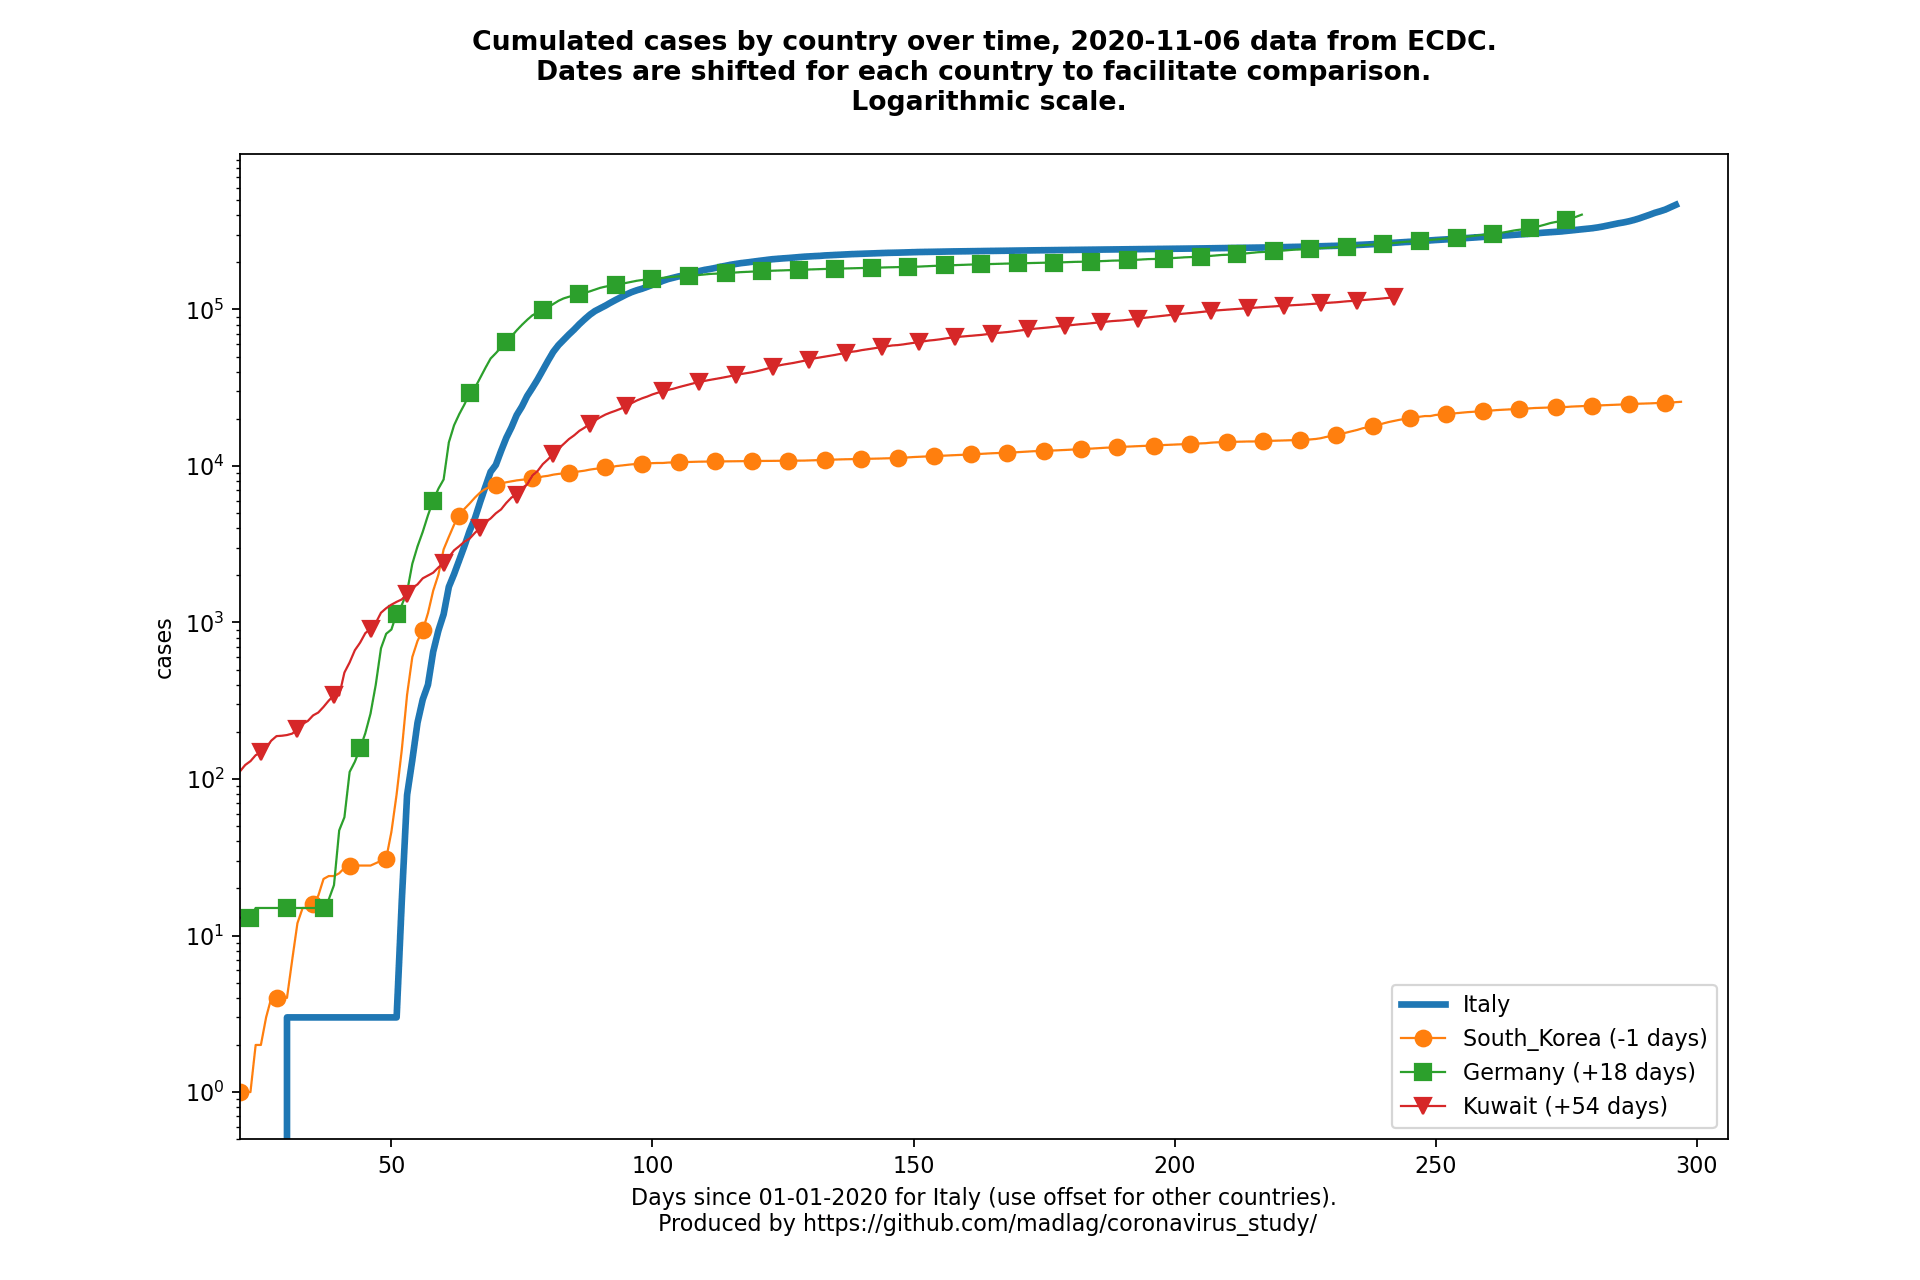 Cumulated cases by country over time, 2020-11-06 data from ECDC.
Dates are shifted for each country to facilitate comparison.
Logarithmic scale.
cases
10^5
10^4
10^3
10^2
10^1
10^0
50 100 150 200 250 300
Italy
South_Korea (-1 days)
Germany (+18 days)
Kuwait (+54 days)
Days since 01-01-2020 for Italy (use offset for other countries).
Produced by https://github.com/madlag/coronavirus_study/